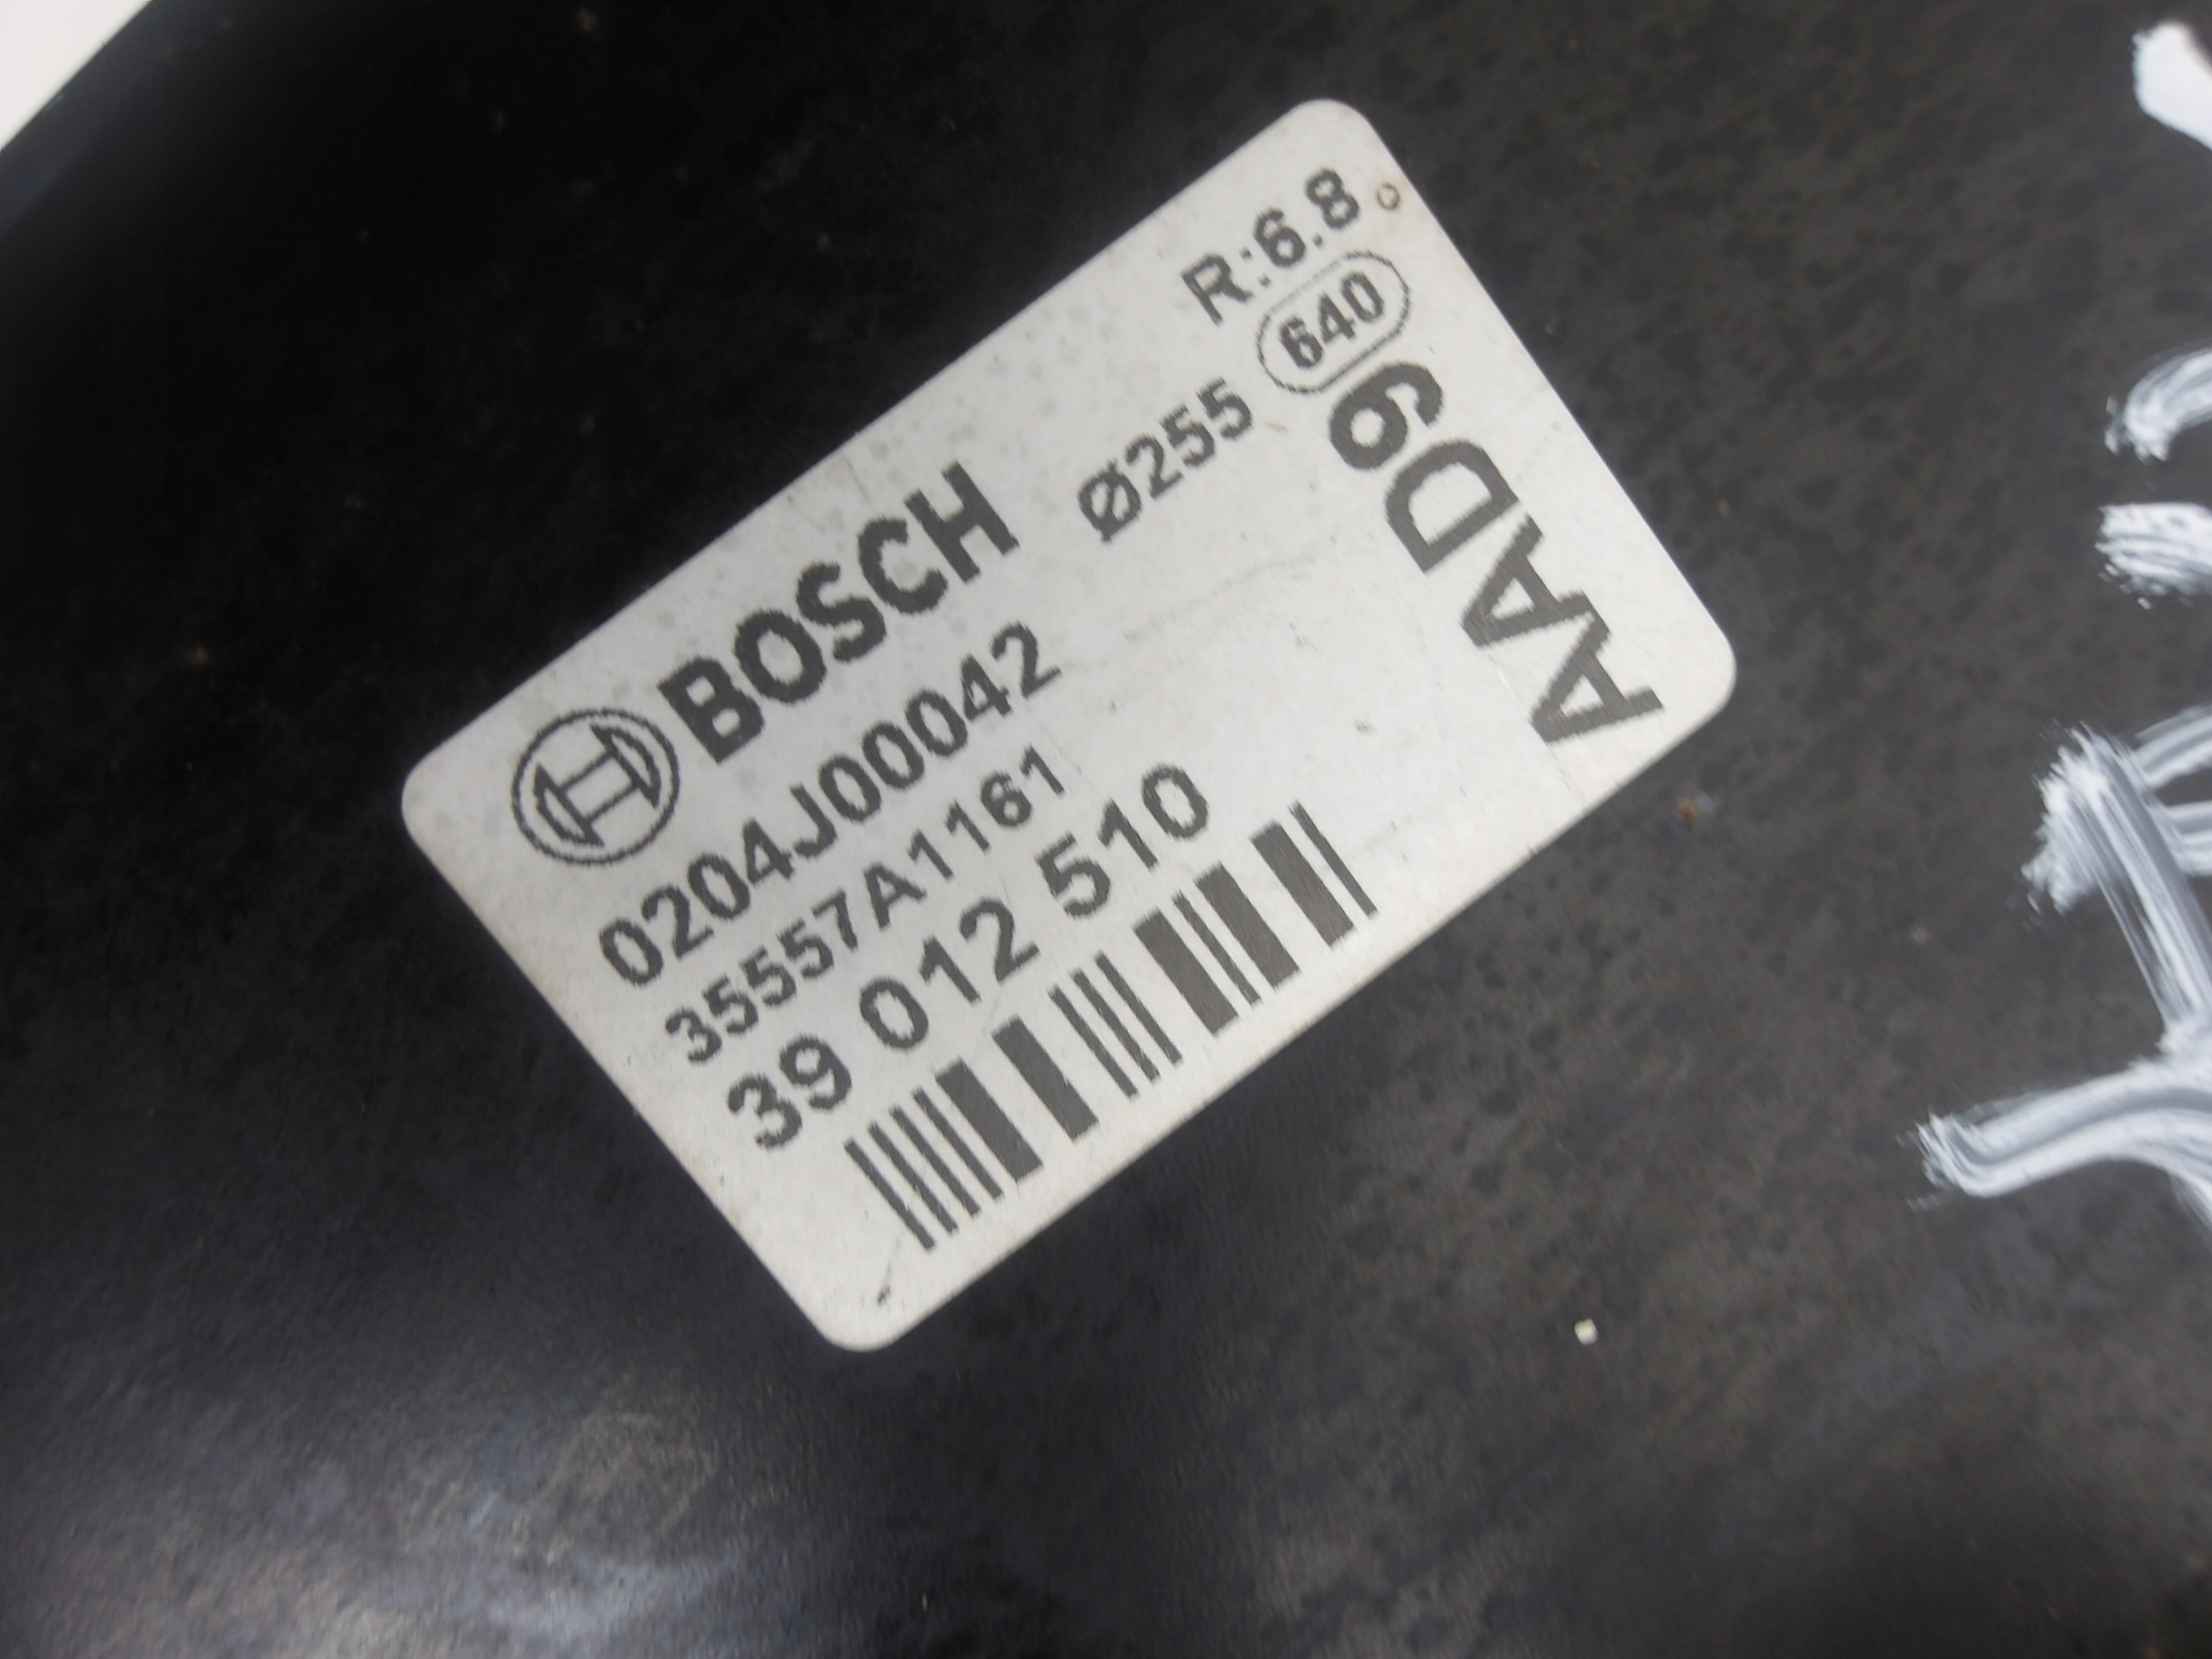 R:6.8
BOSCH Ø255 640
0204J00042
35557A1161
39 012 510
AAD9